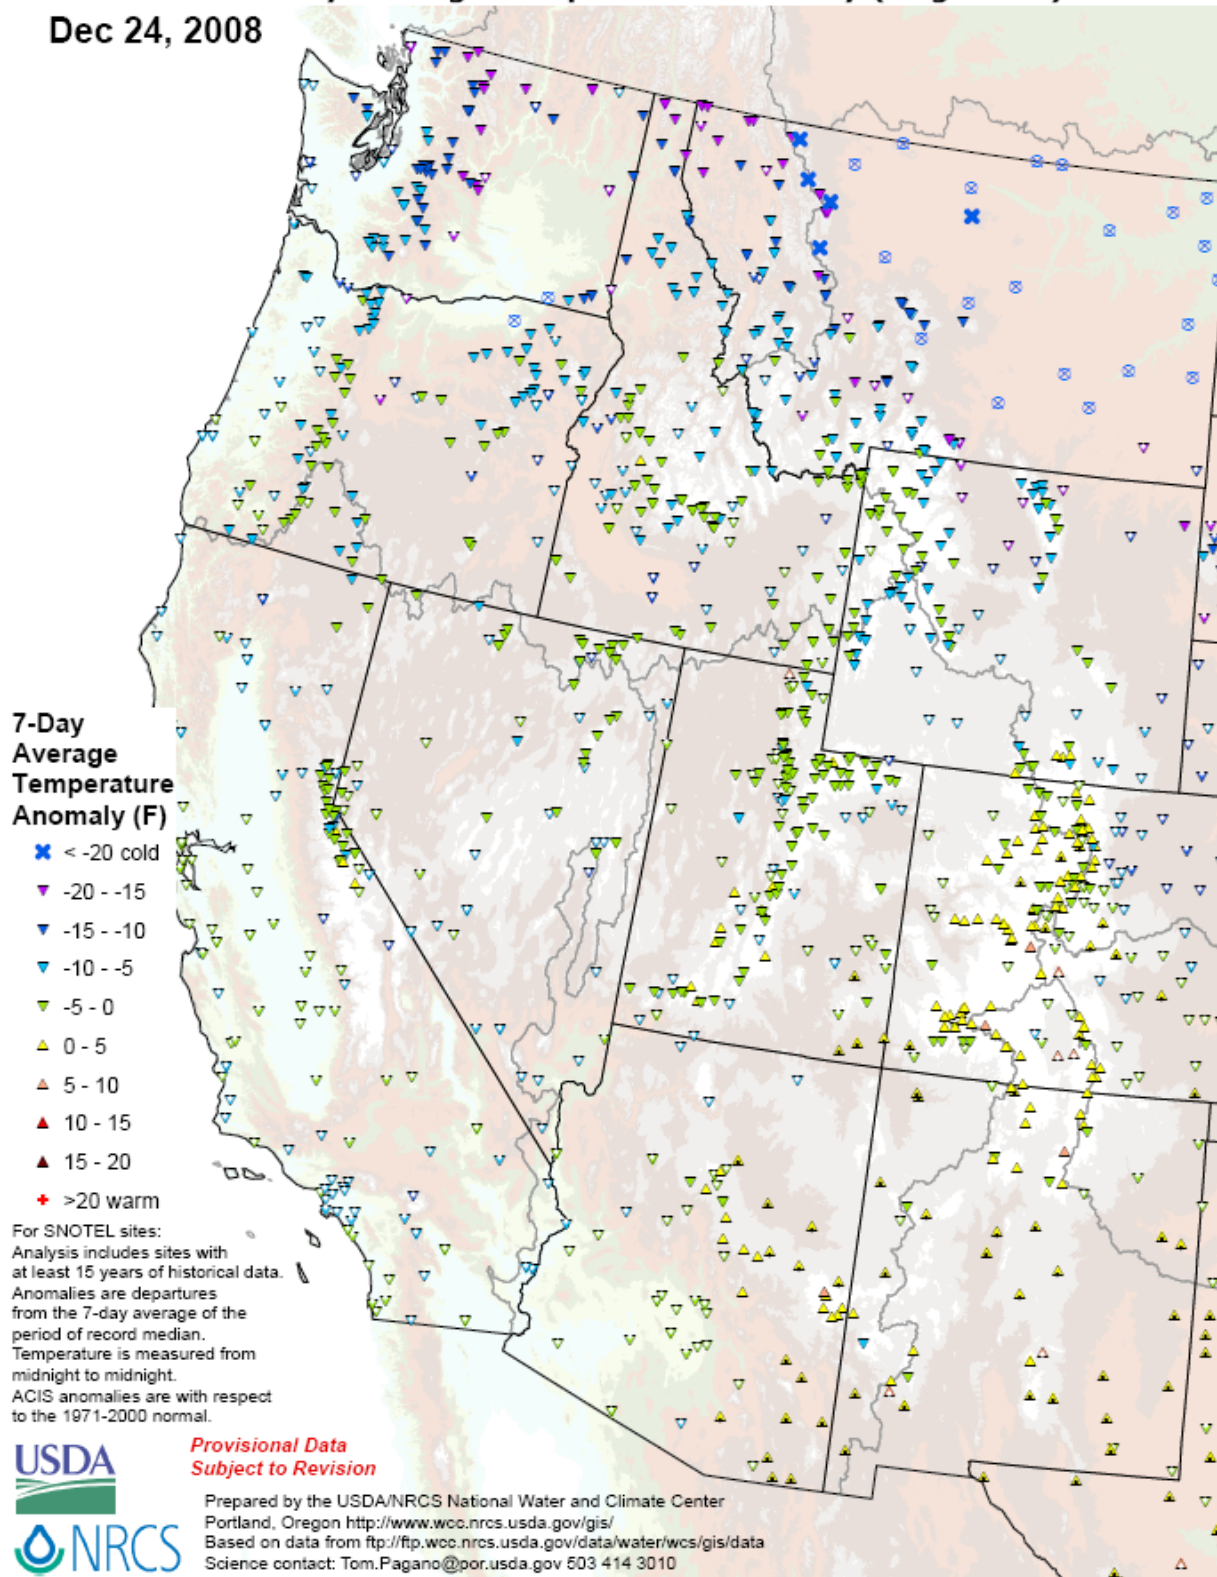 Dec 24, 2008
7-Day
Average
Temperature
Anomaly (F)
< -20 cold
-20 - -15
-15 - -10
-10 - -5
-5 - 0
0 - 5
5 - 10
10 - 15
15 - 20
>20 warm
For SNOTEL sites:
Analysis includes sites with
at least 15 years of historical data.
Anomalies are departures
from the 7-day average of the
period of record median.
Temperature is measured from
midnight to midnight.
ACIS anomalies are with respect
to the 1971-2000 normal.
USDA
NRCS
Provisional Data
Subject to Revision
Prepared by the USDA/NRCS National Water and Climate Center
Portland, Oregon http://www.wcc.nrcs.usda.gov/gis/
Based on data from ftp://ftp.wcc.nrcs.usda.gov/data/water/wcs/gis/data
Science contact: Tom.Pagano@por.usda.gov 503 414 3010